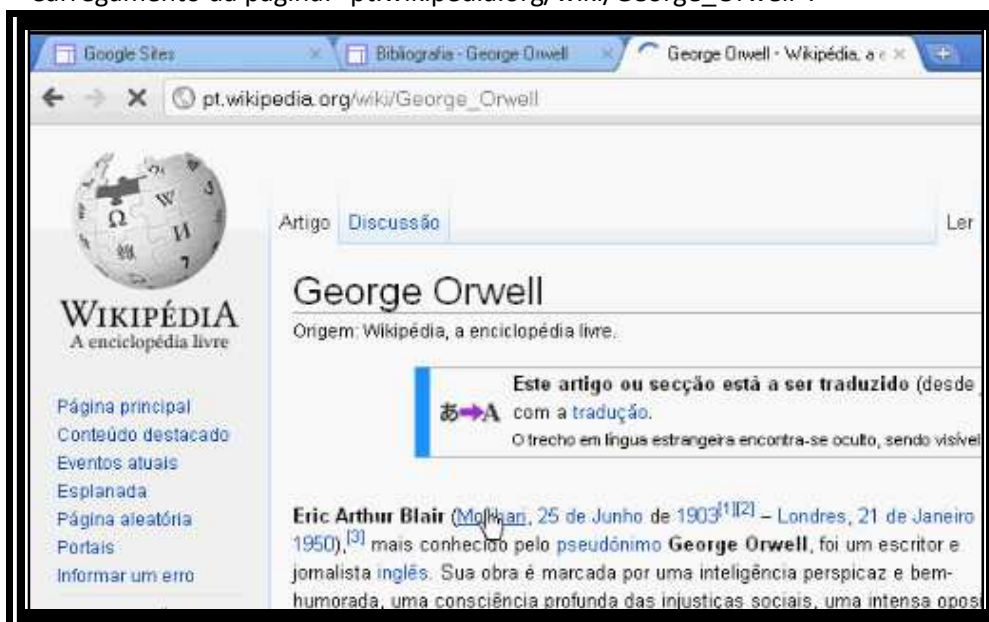 carregamento da página: "pt.wikipedia.org/wiki/George_Orwell".
Google Sites
Bibliografia - George Orwell
George Orwell - Wikipédia, a e
pt.wikipedia.org/wiki/George_Orwell
Artigo Discussão Ler
WIKIPÉDIA
A enciclopédia livre
George Orwell
Origem: Wikipédia, a enciclopédia livre.
Este artigo ou secção está a ser traduzido (desde
あ A com a tradução.
O trecho em língua estrangeira encontra-se oculto, sendo visível
Página principal
Conteúdo destacado
Eventos atuais
Esplanada
Página aleatória
Portais
Informar um erro
Eric Arthur Blair (Motihari, 25 de Junho de 1903[1][2] – Londres, 21 de Janeiro
1950),[3] mais conhecido pelo pseudónimo George Orwell, foi um escritor e
jornalista inglês. Sua obra é marcada por uma inteligência perspicaz e bem-
humorada, uma consciência profunda das injustiças sociais, uma intensa oposi